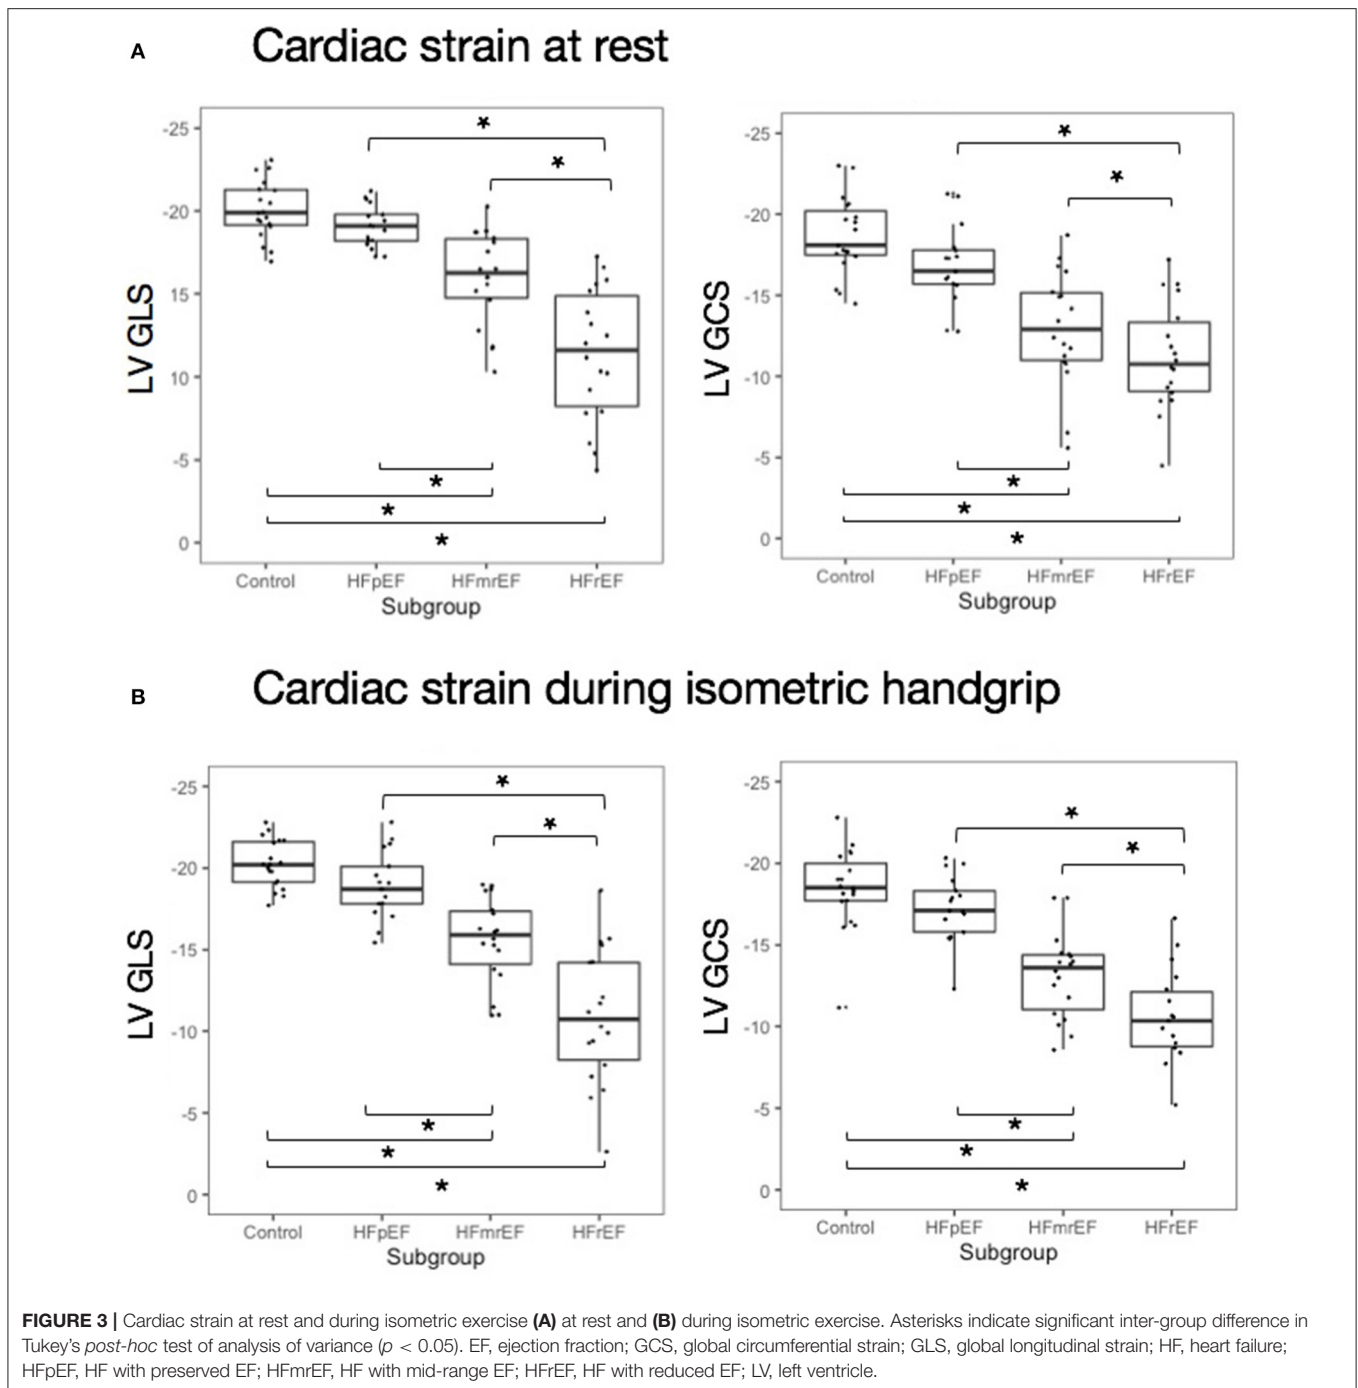 A Cardiac strain at rest
*
*
-25
-20
15
10
-5
0
LV GLS
*
*
*
Control HFpEF HFmrEF HFrEF
Subgroup
*
*
-25
-20
-15
-10
-5
0
LV GCS
*
*
*
Control HFpEF HFmrEF HFrEF
Subgroup
B Cardiac strain during isometric handgrip
*
*
-25
-20
-15
-10
-5
0
LV GLS
*
*
*
Control HFpEF HFmrEF HFrEF
Subgroup
*
*
-25
-20
-15
-10
-5
0
LV GCS
*
*
*
Control HFpEF HFmrEF HFrEF
Subgroup
FIGURE 3 | Cardiac strain at rest and during isometric exercise (A) at rest and (B) during isometric exercise. Asterisks indicate significant inter-group difference in
Tukey's post-hoc test of analysis of variance (p < 0.05). EF, ejection fraction; GCS, global circumferential strain; GLS, global longitudinal strain; HF, heart failure;
HFpEF, HF with preserved EF; HFmrEF, HF with mid-range EF; HFrEF, HF with reduced EF; LV, left ventricle.